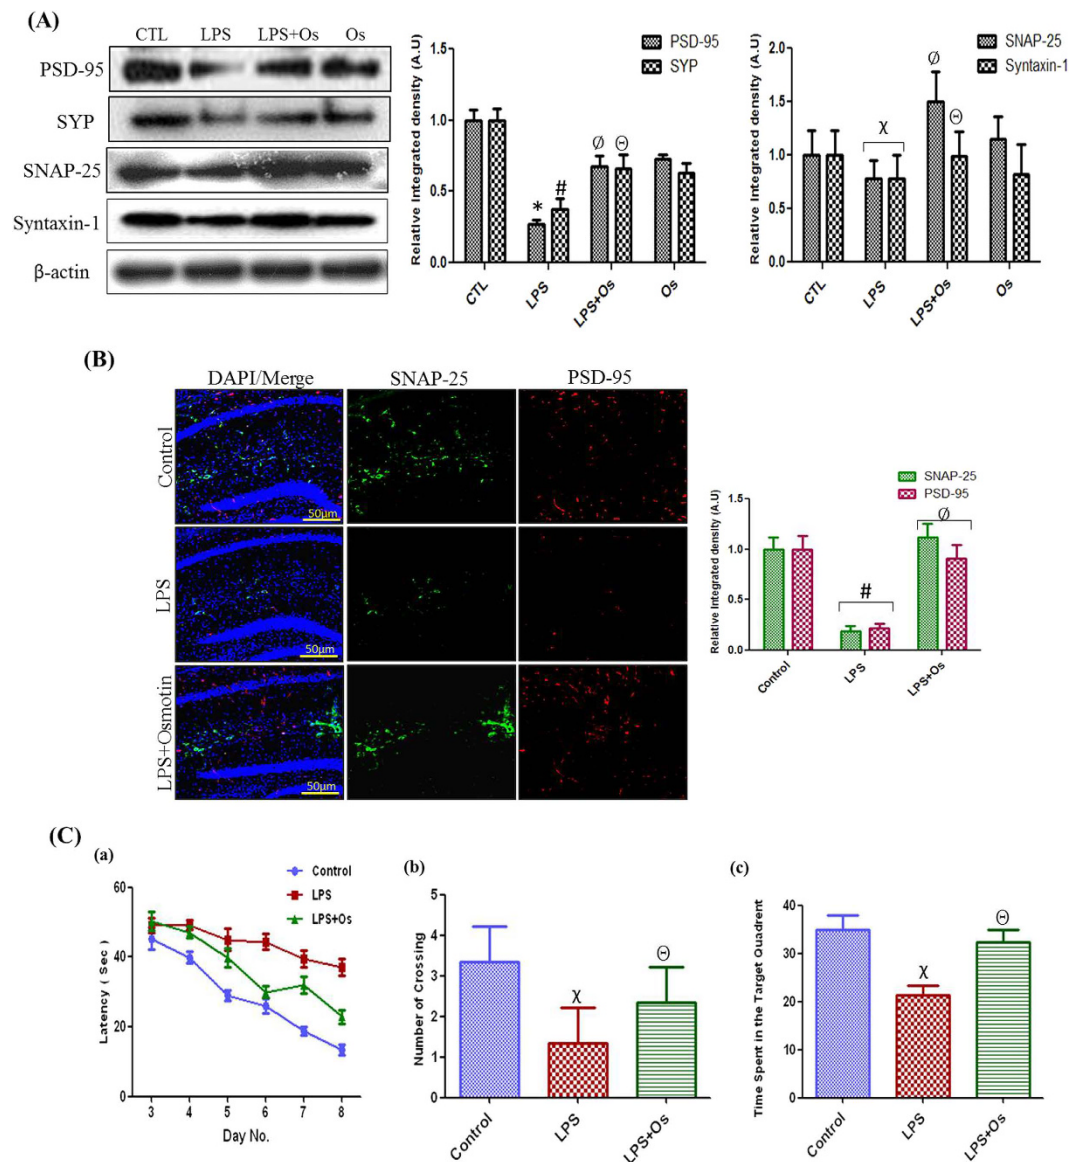 (A)
CTL LPS LPS+Os Os
PSD-95
SYP
SNAP-25
Syntaxin-1
β-actin
Relative Integrated density (A.U)
1.5
1.0
0.5
0.0
PSD-95
SYP
* # Ø Θ
CTL LPS LPS+Os Os
Relative Integrated density (A.U)
2.0
1.5
1.0
0.5
0.0
SNAP-25
Syntaxin-1
χ Ø Θ
CTL LPS LPS+Os Os
(B)
DAPI/Merge SNAP-25 PSD-95
Control
50µm
LPS
50µm
LPS+Osmotin
50µm
SNAP-25
PSD-95
Relative Integrated density (A.U)
1.5
1.0
0.5
0.0
# Ø
Control LPS LPS+Os
(C)
(a)
Control
LPS
LPS+Os
Latency ( Sec )
60
40
20
0
3 4 5 6 7 8
Day No.
(b)
Number of Crossing
5
4
3
2
1
0
χ Θ
Control LPS LPS+Os
(c)
Time Spent in the Target Quadrent
40
30
20
10
0
χ Θ
Control LPS LPS+Os